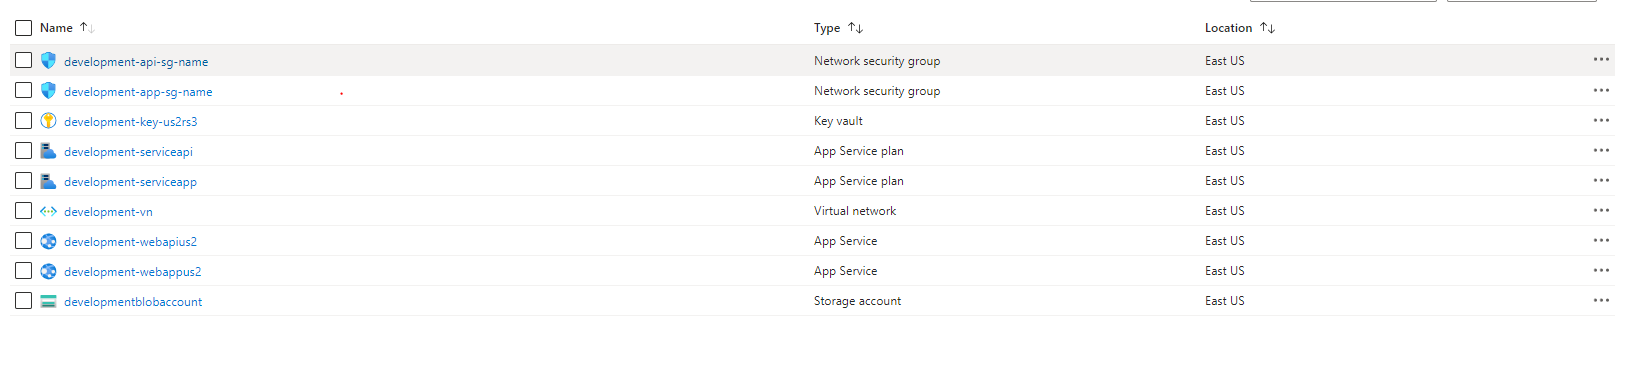 Name Type Location
development-api-sg-name Network security group East US
development-app-sg-name Network security group East US
development-key-us2rs3 Key vault East US
development-serviceapi App Service plan East US
development-serviceapp App Service plan East US
development-vn Virtual network East US
development-webapius2 App Service East US
development-webappus2 App Service East US
developmentblobaccount Storage account East US